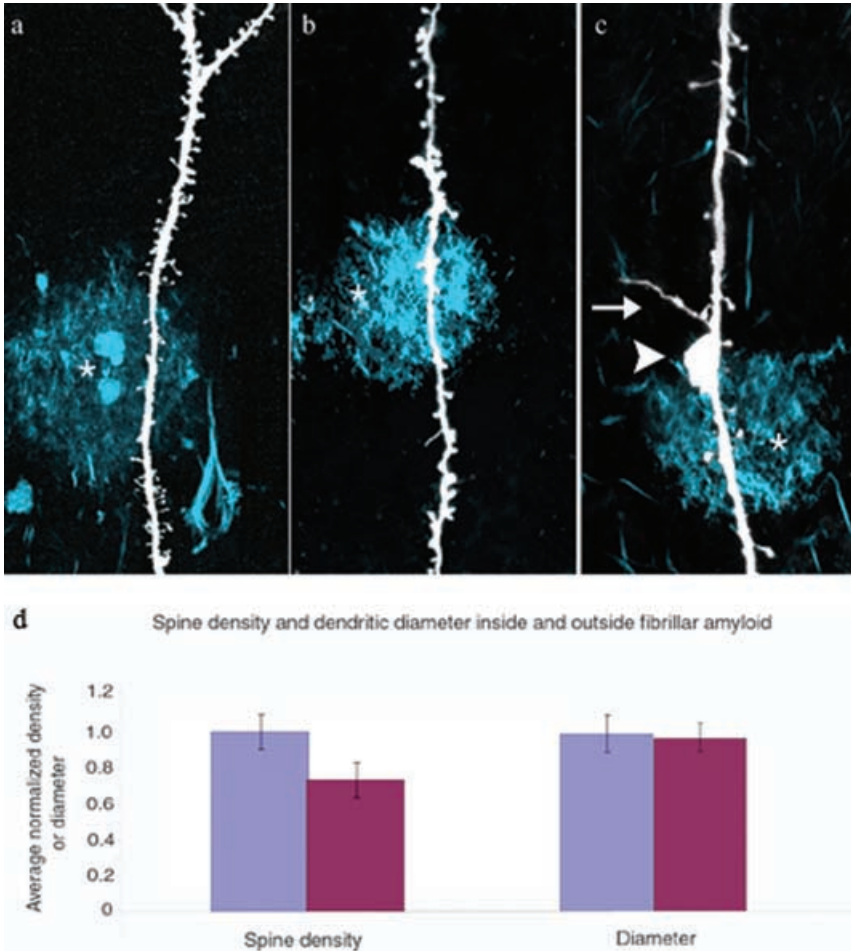 a
b
c
*
*
*
d
Spine density and dendritic diameter inside and outside fibrillar amyloid
Average normalized density
or diameter
1.2
1.0
0.8
0.6
0.4
0.2
0
Spine density
Diameter